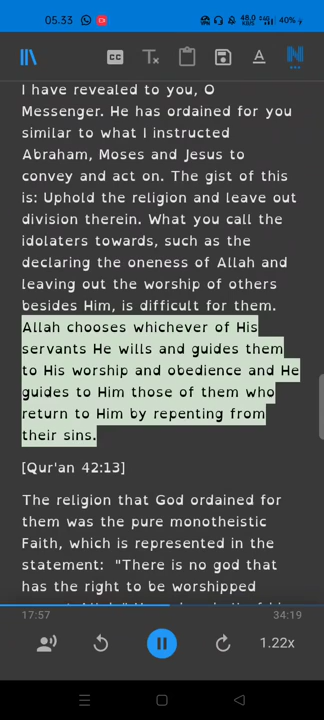 05.33
48.0
KB/S
40%
CC
I have revealed to you, O
Messenger. He has ordained for you
similar to what I instructed
Abraham, Moses and Jesus to
convey and act on. The gist of this
is: Uphold the religion and leave out
division therein. What you call the
idolaters towards, such as the
declaring the oneness of Allah and
leaving out the worship of others
besides Him, is difficult for them.
Allah chooses whichever of His
servants He wills and guides them
to His worship and obedience and He
guides to Him those of them who
return to Him by repenting from
their sins.
[Qur'an 42:13]
The religion that God ordained for
them was the pure monotheistic
Faith, which is represented in the
statement:  "There is no god that
has the right to be worshipped
17:57
34:19
1.22x